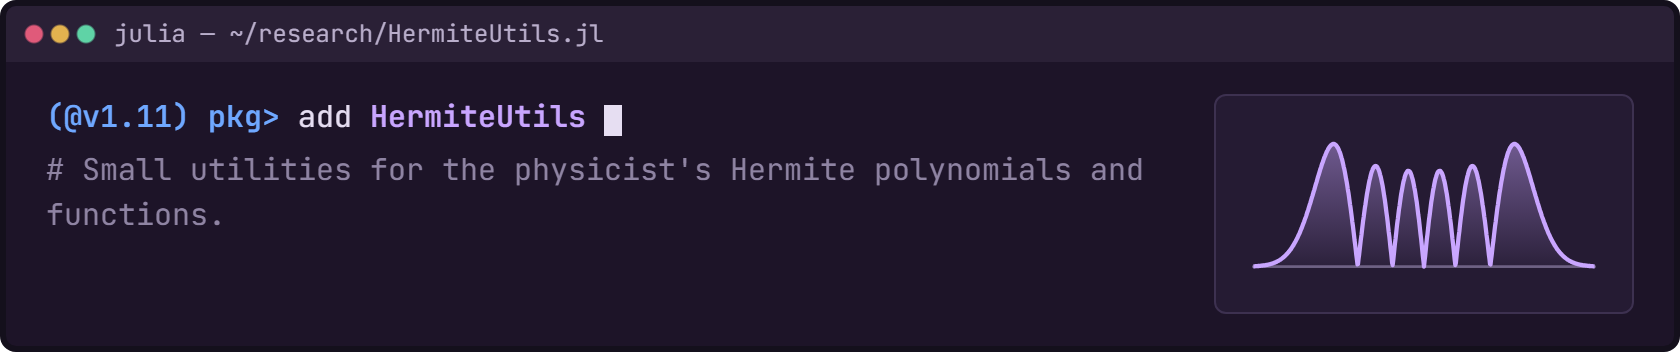 julia — ~/research/HermiteUtils.jl
(@v1.11) pkg> add HermiteUtils
# Small utilities for the physicist's Hermite polynomials and
functions.